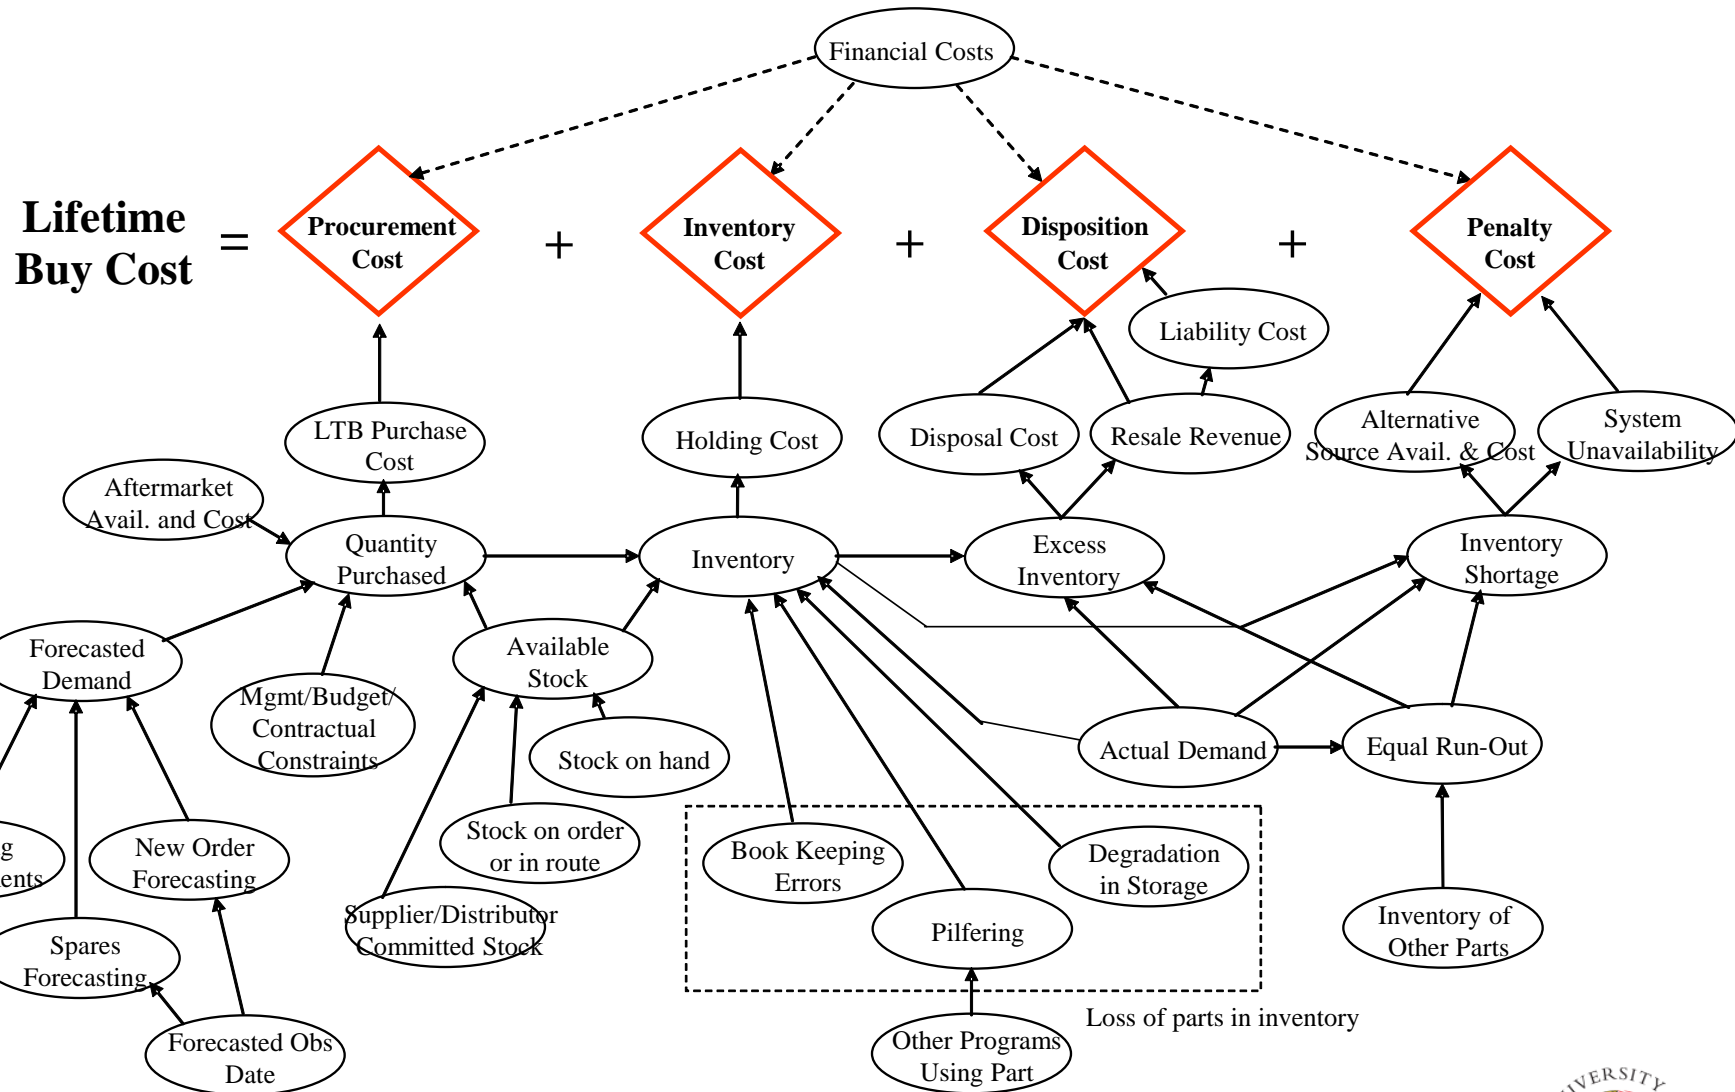 Financial Costs
Lifetime
Buy Cost
=
Procurement
Cost
+
Inventory
Cost
+
Disposition
Cost
+
Penalty
Cost
Liability Cost
LTB Purchase
Cost
Holding Cost
Disposal Cost
Resale Revenue
Alternative
Source Avail. & Cost
System
Unavailability
Aftermarket
Avail. and Cost
Quantity
Purchased
Inventory
Excess
Inventory
Inventory
Shortage
Forecasted
Demand
Available
Stock
Mgmt/Budget/
Contractual
Constraints
Stock on hand
Actual Demand
Equal Run-Out
g
ents
New Order
Forecasting
Stock on order
or in route
Book Keeping
Errors
Degradation
in Storage
Supplier/Distributor
Committed Stock
Pilfering
Inventory of
Other Parts
Spares
Forecasting
Loss of parts in inventory
Forecasted Obs
Date
Other Programs
Using Part
IVERSITY